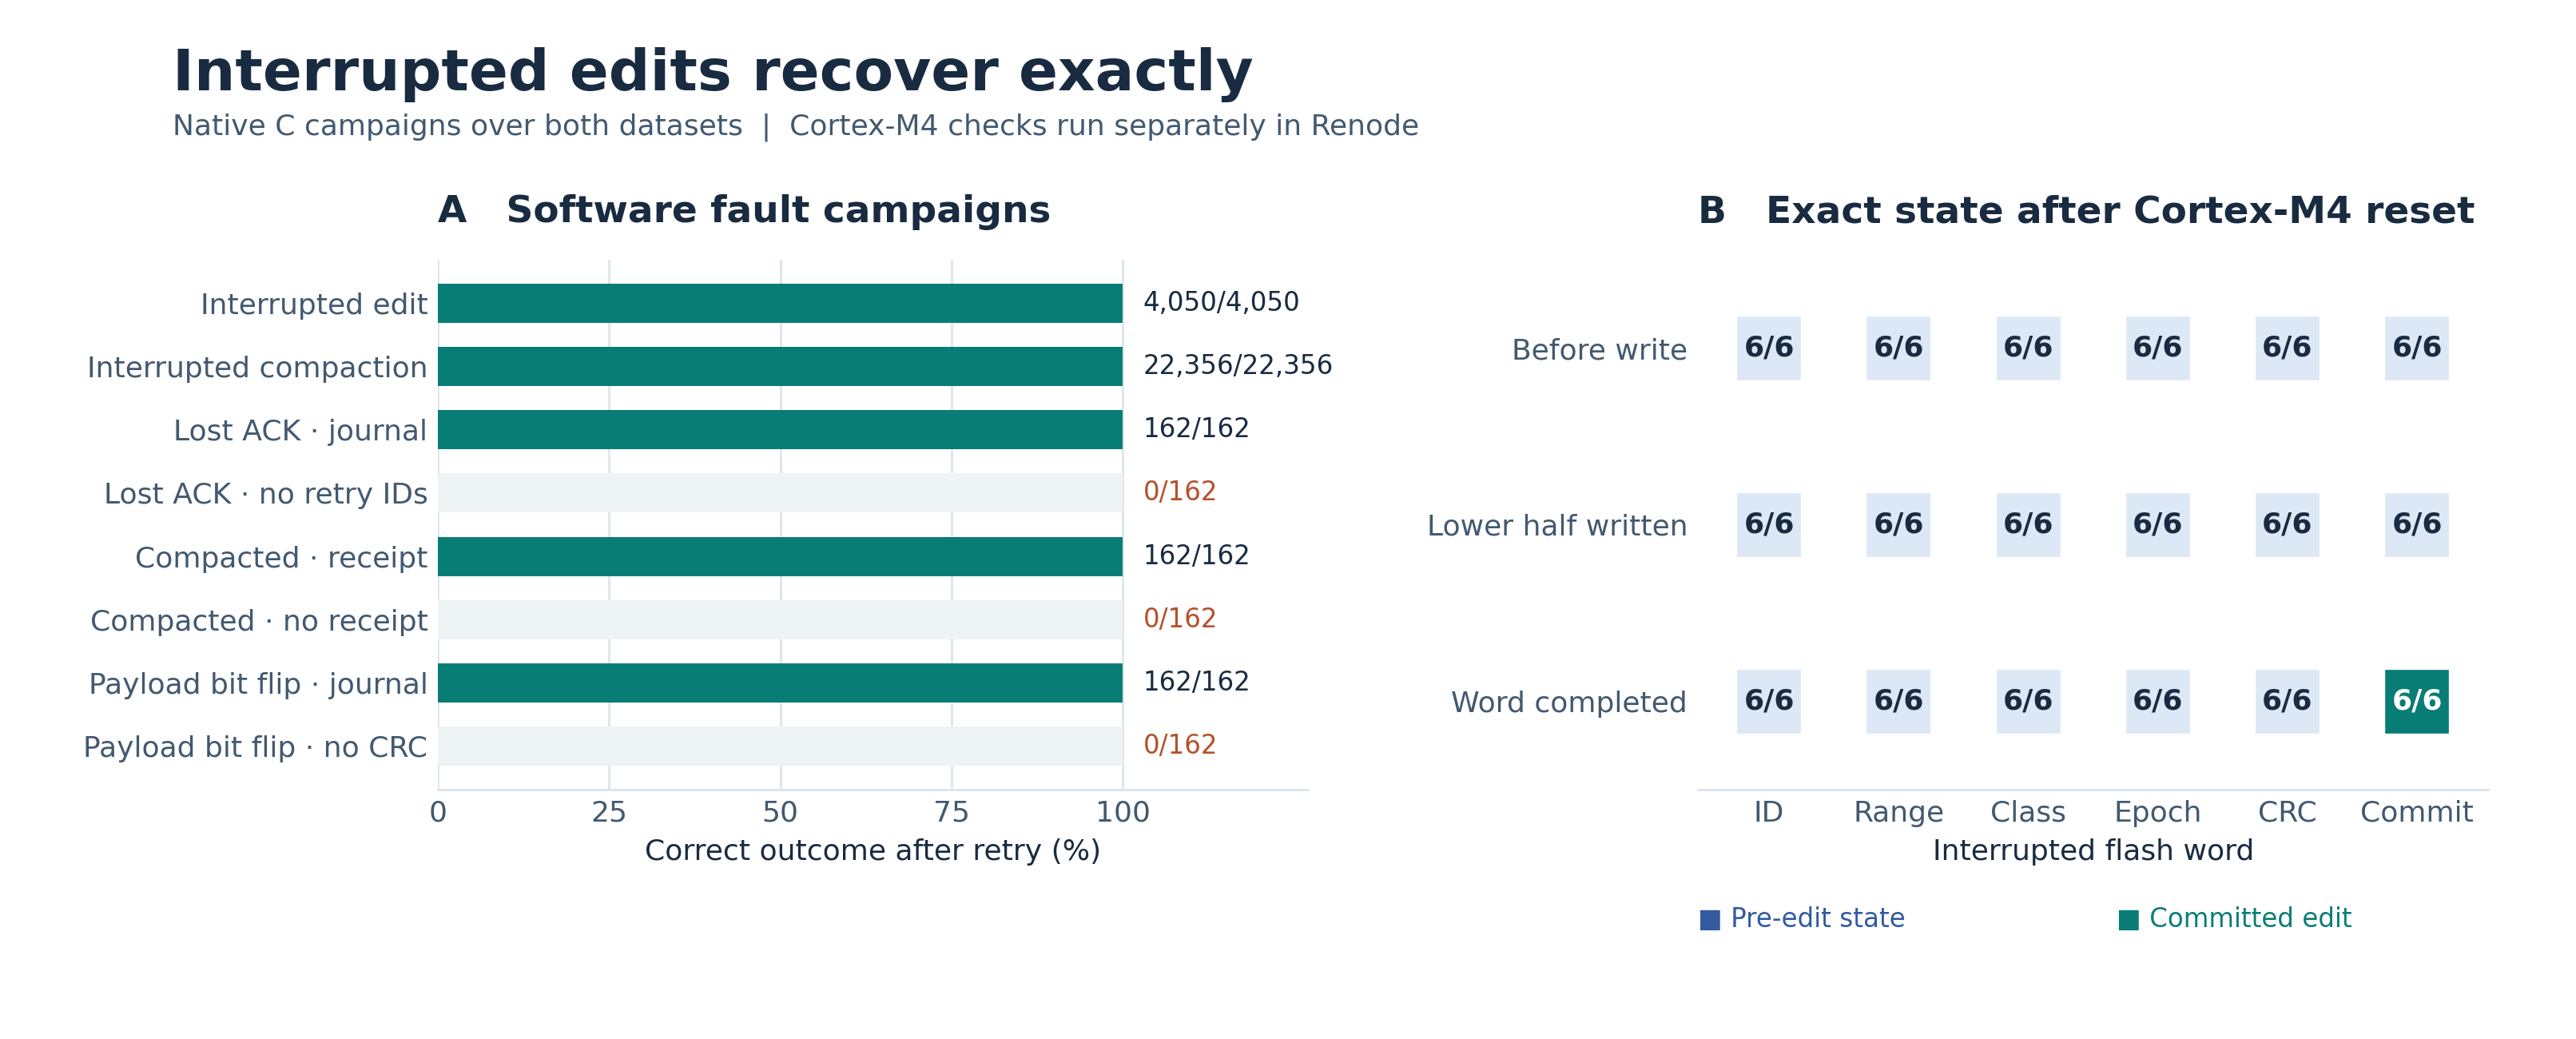 Interrupted edits recover exactly
Native C campaigns over both datasets | Cortex-M4 checks run separately in Renode
A Software fault campaigns
Interrupted edit 4,050/4,050
Interrupted compaction 22,356/22,356
Lost ACK · journal 162/162
Lost ACK · no retry IDs 0/162
Compacted · receipt 162/162
Compacted · no receipt 0/162
Payload bit flip · journal 162/162
Payload bit flip · no CRC 0/162
0 25 50 75 100
Correct outcome after retry (%)
B Exact state after Cortex-M4 reset
Before write 6/6 6/6 6/6 6/6 6/6 6/6
Lower half written 6/6 6/6 6/6 6/6 6/6 6/6
Word completed 6/6 6/6 6/6 6/6 6/6 6/6
ID Range Class Epoch CRC Commit
Interrupted flash word
■ Pre-edit state ■ Committed edit